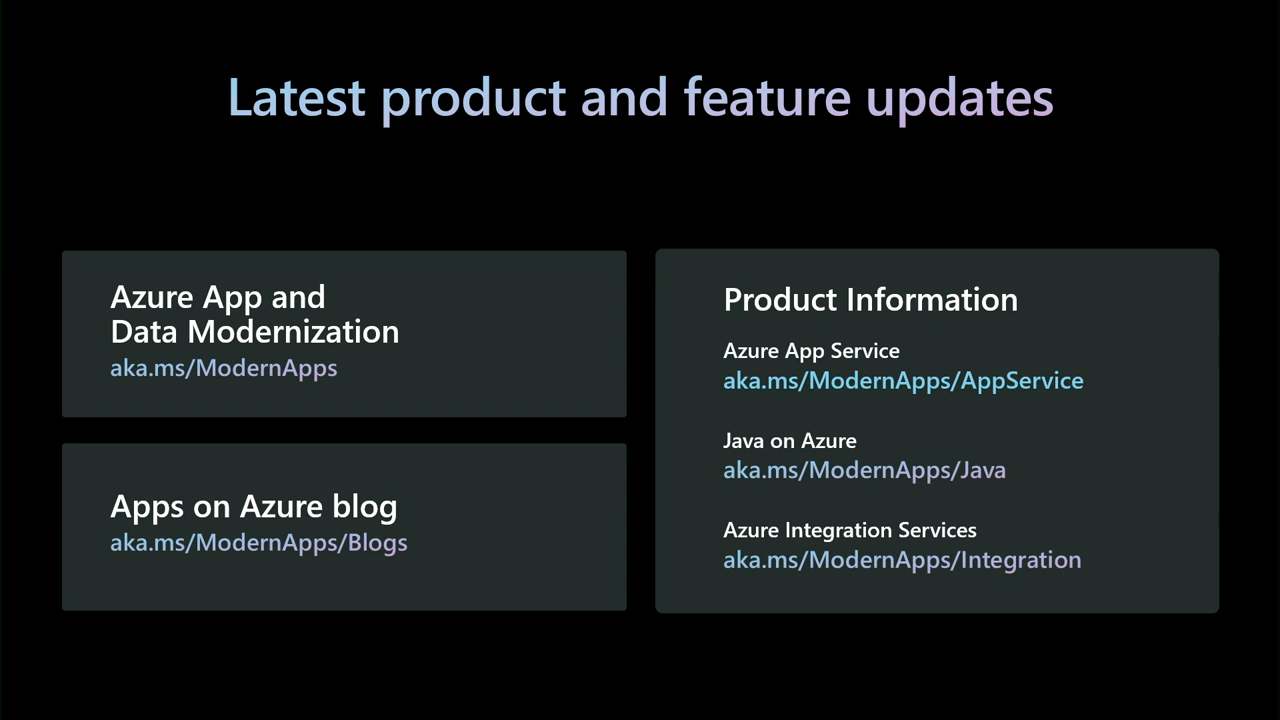 Latest product and feature updates
Azure App and
Data Modernization
aka.ms/ModernApps
Apps on Azure blog
aka.ms/ModernApps/Blogs
Product Information
Azure App Service
aka.ms/ModernApps/AppService
Java on Azure
aka.ms/ModernApps/Java
Azure Integration Services
aka.ms/ModernApps/Integration